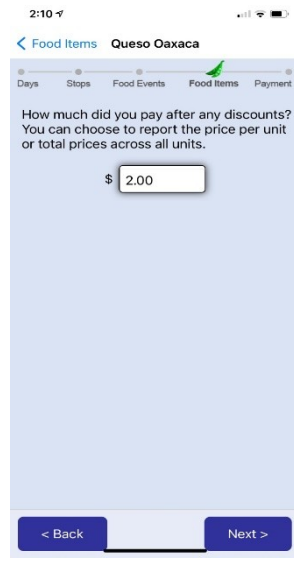 2:10
Food Items Queso Oaxaca
Days Stops Food Events Food Items Payment
How much did you pay after any discounts?
You can choose to report the price per unit
or total prices across all units.
$ 2.00
< Back Next >